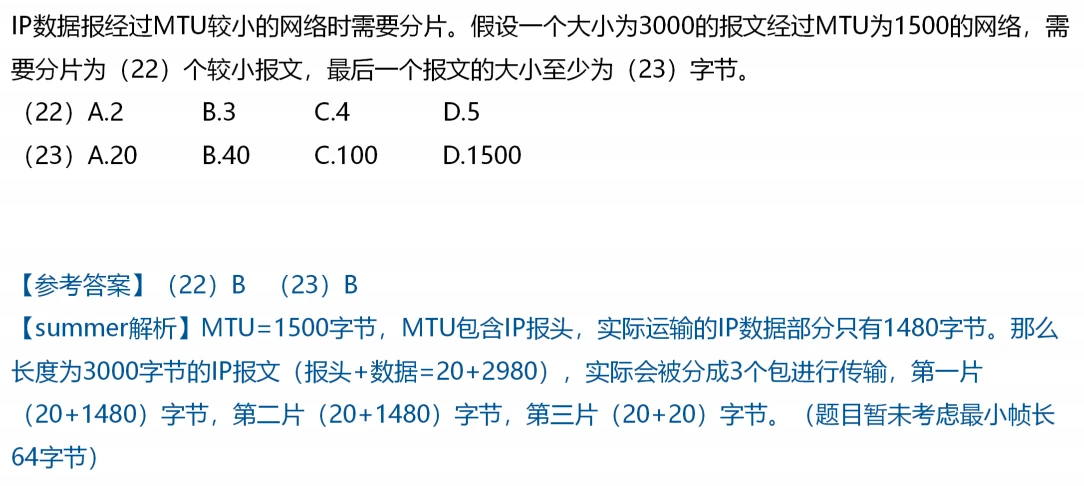 IP数据报经过MTU较小的网络时需要分片。假设一个大小为3000的报文经过MTU为1500的网络，需
要分片为（22）个较小报文，最后一个报文的大小至少为（23）字节。
（22）A.2 B.3 C.4 D.5
（23）A.20 B.40 C.100 D.1500
【参考答案】（22）B （23）B
【summer解析】MTU=1500字节，MTU包含IP报头，实际运输的IP数据部分只有1480字节。那么
长度为3000字节的IP报文（报头+数据=20+2980），实际会被分成3个包进行传输，第一片
（20+1480）字节，第二片（20+1480）字节，第三片（20+20）字节。（题目暂未考虑最小帧长
64字节）